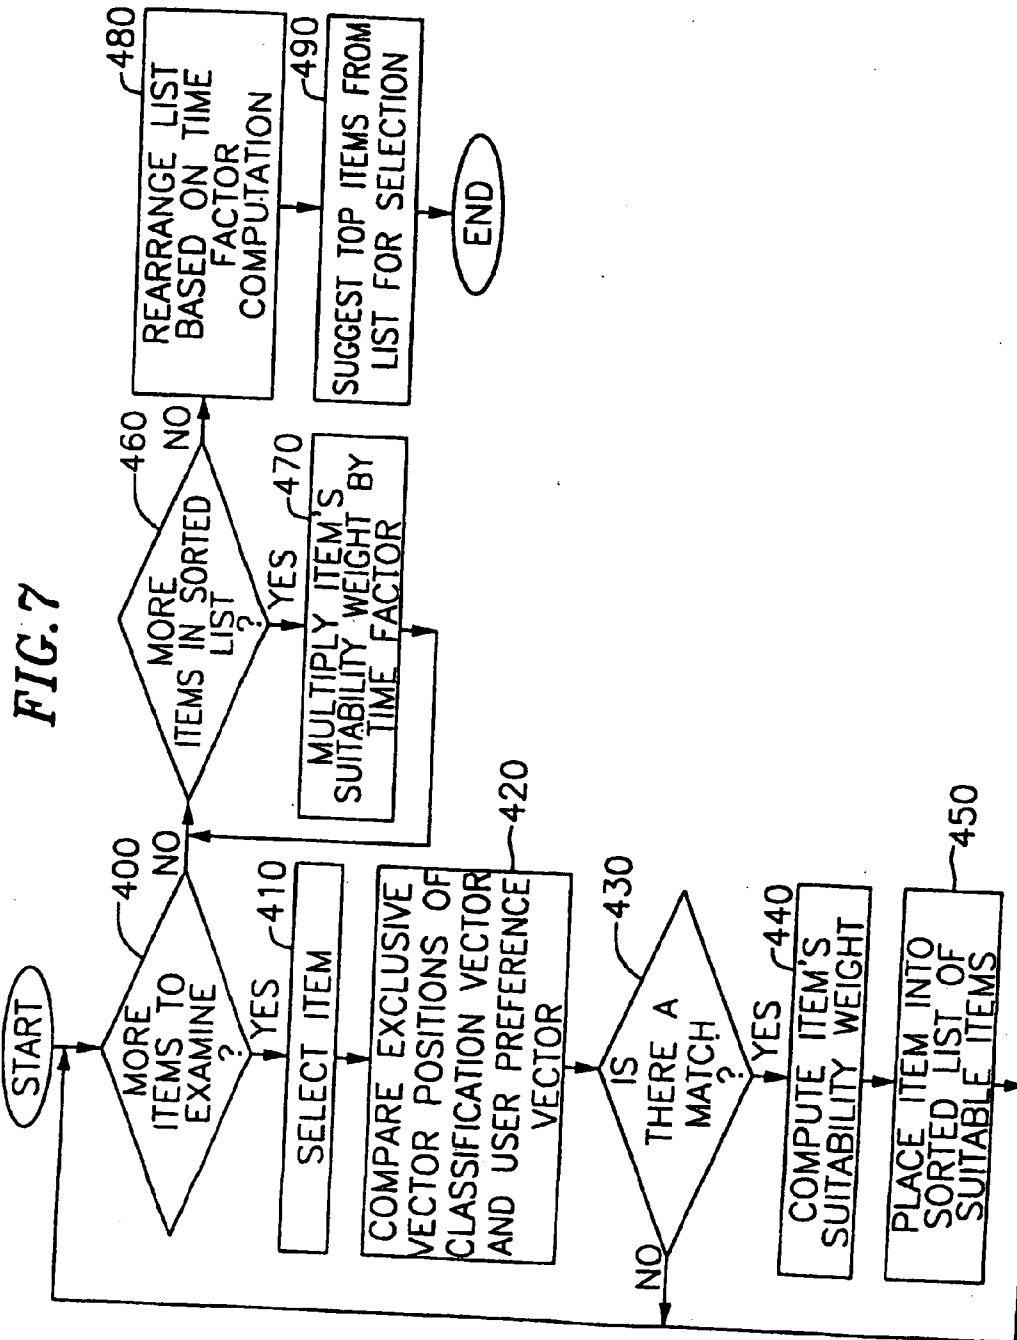 FIG. 7
START
MORE
ITEMS TO
EXAMINE
?
400
NO
YES
410
SELECT ITEM
420
COMPARE EXCLUSIVE
VECTOR POSITIONS OF
CLASSIFICATION VECTOR
AND USER PREFERENCE
VECTOR
430
IS
THERE A
MATCH
?
NO
YES
440
COMPUTE ITEM'S
SUITABILITY WEIGHT
450
PLACE ITEM INTO
SORTED LIST OF
SUITABLE ITEMS
460
MORE
ITEMS IN SORTED
LIST
?
NO
YES
470
MULTIPLY ITEM'S
SUITABILITY WEIGHT BY
TIME FACTOR
480
REARRANGE LIST
BASED ON TIME
FACTOR
COMPUTATION
490
SUGGEST TOP ITEMS FROM
LIST FOR SELECTION
END